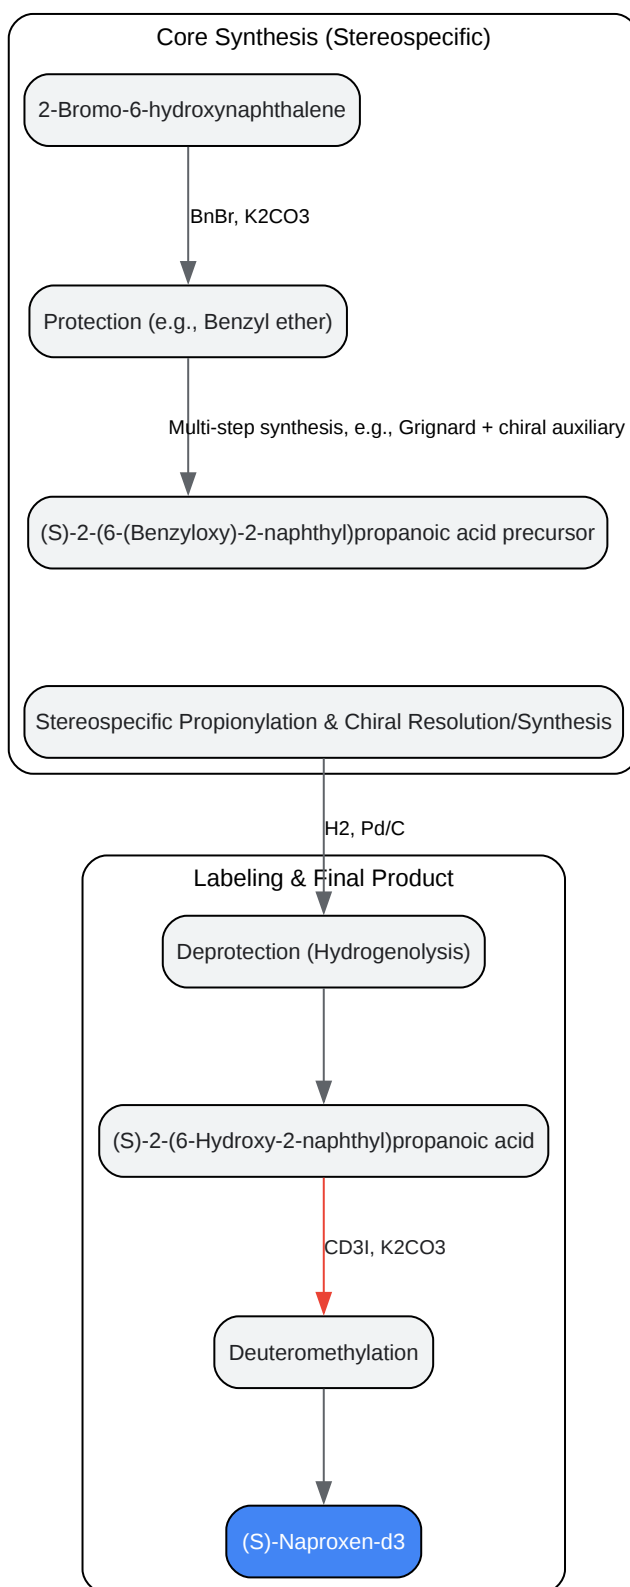 Core Synthesis (Stereospecific)
2-Bromo-6-hydroxynaphthalene
BnBr, K2CO3
Protection (e.g., Benzyl ether)
Multi-step synthesis, e.g., Grignard + chiral auxiliary
(S)-2-(6-(Benzyloxy)-2-naphthyl)propanoic acid precursor
Stereospecific Propionylation & Chiral Resolution/Synthesis
H2, Pd/C
Labeling & Final Product
Deprotection (Hydrogenolysis)
(S)-2-(6-Hydroxy-2-naphthyl)propanoic acid
CD3I, K2CO3
Deuteromethylation
(S)-Naproxen-d3